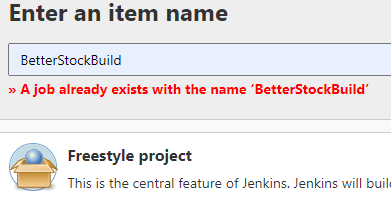 Enter an item name
BetterStockBuild
» A job already exists with the name ‘BetterStockBuild’
Freestyle project
This is the central feature of Jenkins. Jenkins will